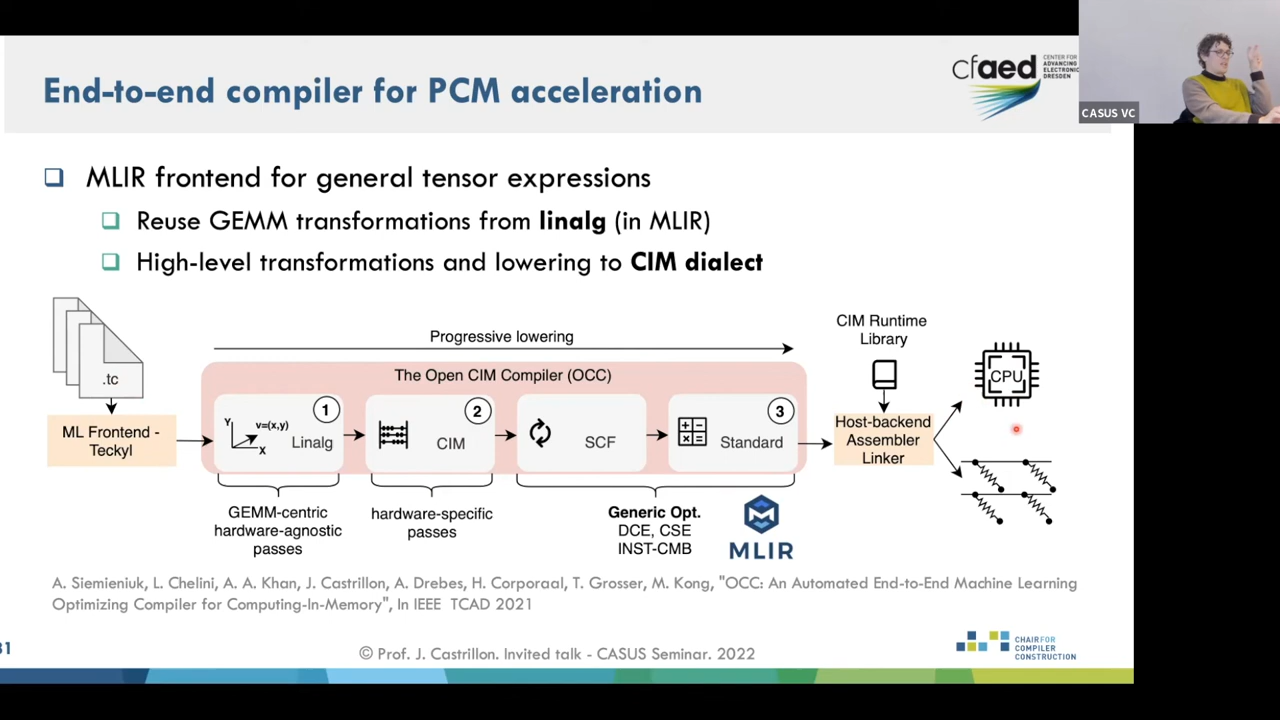 End-to-end compiler for PCM acceleration
cfaed
CENTER FOR
ADVANCING
ELECTRONIC
DRESDEN
CASUS VC
MLIR frontend for general tensor expressions
Reuse GEMM transformations from linalg (in MLIR)
High-level transformations and lowering to CIM dialect
.tc
ML Frontend -
Teckyl
Progressive lowering
The Open CIM Compiler (OCC)
1
Y
v=(x,y)
X
Linalg
2
CIM
SCF
3
Standard
CIM Runtime
Library
Host-backend
Assembler
Linker
CPU
GEMM-centric
hardware-agnostic
passes
hardware-specific
passes
Generic Opt.
DCE, CSE
INST-CMB
MLIR
A. Siemieniuk, L. Chelini, A. A. Khan, J. Castrillon, A. Drebes, H. Corporaal, T. Grosser, M. Kong, "OCC: An Automated End-to-End Machine Learning
Optimizing Compiler for Computing-In-Memory", In IEEE TCAD 2021
31
© Prof. J. Castrillon. Invited talk - CASUS Seminar. 2022
CHAIR FOR
COMPILER
CONSTRUCTION